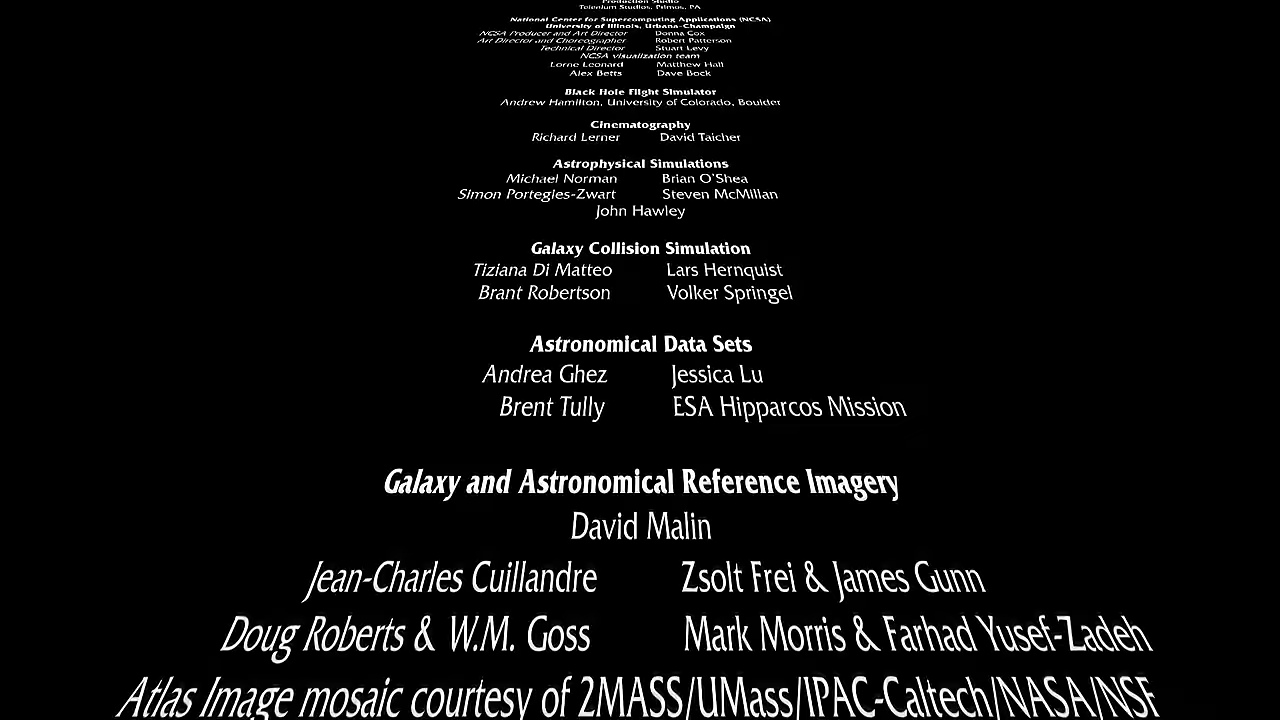 Production Studio
Telenium Studios, Primos, PA
National Center for Supercomputing Applications (NCSA)
University of Illinois, Urbana-Champaign
NCSA Producer and Art Director Donna Cox
Art Director and Choreographer Robert Patterson
Technical Director Stuart Levy
NCSA visualization team
Lorne Leonard Matthew Hall
Alex Betts Dave Bock
Black Hole Flight Simulator
Andrew Hamilton, University of Colorado, Boulder
Cinematography
Richard Lerner David Taicher
Astrophysical Simulations
Michael Norman Brian O'Shea
Simon Portegies-Zwart Steven McMillan
John Hawley
Galaxy Collision Simulation
Tiziana Di Matteo Lars Hernquist
Brant Robertson Volker Springel
Astronomical Data Sets
Andrea Ghez Jessica Lu
Brent Tully ESA Hipparcos Mission
Galaxy and Astronomical Reference Imagery
David Malin
Jean-Charles Cuillandre Zsolt Frei & James Gunn
Doug Roberts & W.M. Goss Mark Morris & Farhad Yusef-Zadeh
Atlas Image mosaic courtesy of 2MASS/UMass/IPAC-Caltech/NASA/NSF